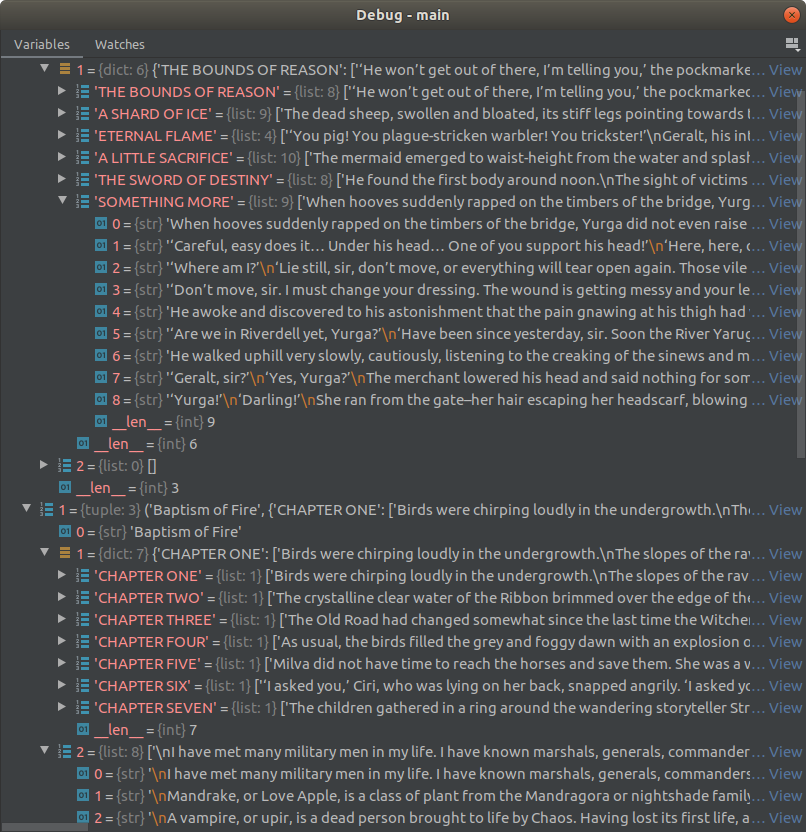 Debug - main
Variables Watches
1 = {dict: 6} {'THE BOUNDS OF REASON': ['‘He won’t get out of there, I’m telling you,’ the pockmarke… View
'THE BOUNDS OF REASON' = {list: 8} ['‘He won’t get out of there, I’m telling you,’ the pockmarked… View
'A SHARD OF ICE' = {list: 9} ['The dead sheep, swollen and bloated, its stiff legs pointing towards t… View
'ETERNAL FLAME' = {list: 4} ['‘You pig! You plague-stricken warbler! You trickster!’\nGeralt, his int… View
'A LITTLE SACRIFICE' = {list: 10} ['The mermaid emerged to waist-height from the water and splash… View
'THE SWORD OF DESTINY' = {list: 8} ['He found the first body around noon.\nThe sight of victims … View
'SOMETHING MORE' = {list: 9} ['When hooves suddenly rapped on the timbers of the bridge, Yurg… View
0 = {str} 'When hooves suddenly rapped on the timbers of the bridge, Yurga did not even raise … View
1 = {str} '‘Careful, easy does it… Under his head… One of you support his head!’\n‘Here, here, … View
2 = {str} '‘Where am I?’\n‘Lie still, sir, don’t move, or everything will tear open again. Those vile … View
3 = {str} '‘Don’t move, sir. I must change your dressing. The wound is getting messy and your le… View
4 = {str} 'He awoke and discovered to his astonishment that the pain gnawing at his thigh had … View
5 = {str} '‘Are we in Riverdell yet, Yurga?’\n‘Have been since yesterday, sir. Soon the River Yarug… View
6 = {str} 'He walked uphill very slowly, cautiously, listening to the creaking of the sinews and m… View
7 = {str} '‘Geralt, sir?’\n‘Yes, Yurga?’\nThe merchant lowered his head and said nothing for som… View
8 = {str} '‘Yurga!’\n‘Darling!’\nShe ran from the gate–her hair escaping her headscarf, blowing … View
__len__ = {int} 9
__len__ = {int} 6
2 = {list: 0} []
__len__ = {int} 3
1 = {tuple: 3} ('Baptism of Fire', {'CHAPTER ONE': ['Birds were chirping loudly in the undergrowth.\nThe… View
0 = {str} 'Baptism of Fire'
1 = {dict: 7} {'CHAPTER ONE': ['Birds were chirping loudly in the undergrowth.\nThe slopes of the rav… View
'CHAPTER ONE' = {list: 1} ['Birds were chirping loudly in the undergrowth.\nThe slopes of the rav… View
'CHAPTER TWO' = {list: 1} ['The crystalline clear water of the Ribbon brimmed over the edge of the… View
'CHAPTER THREE' = {list: 1} ['The Old Road had changed somewhat since the last time the Witcher… View
'CHAPTER FOUR' = {list: 1} ['As usual, the birds filled the grey and foggy dawn with an explosion o… View
'CHAPTER FIVE' = {list: 1} ['Milva did not have time to reach the horses and save them. She was a w… View
'CHAPTER SIX' = {list: 1} ['‘I asked you,’ Ciri, who was lying on her back, snapped angrily. ‘I asked yo… View
'CHAPTER SEVEN' = {list: 1} ['The children gathered in a ring around the wandering storyteller Str… View
__len__ = {int} 7
2 = {list: 8} ['\nI have met many military men in my life. I have known marshals, generals, commander… View
0 = {str} '\nI have met many military men in my life. I have known marshals, generals, commanders… View
1 = {str} '\nMandrake, or Love Apple, is a class of plant from the Mandragora or nightshade family… View
2 = {str} '\nA vampire, or upir, is a dead person brought to life by Chaos. Having lost its first life, a… View